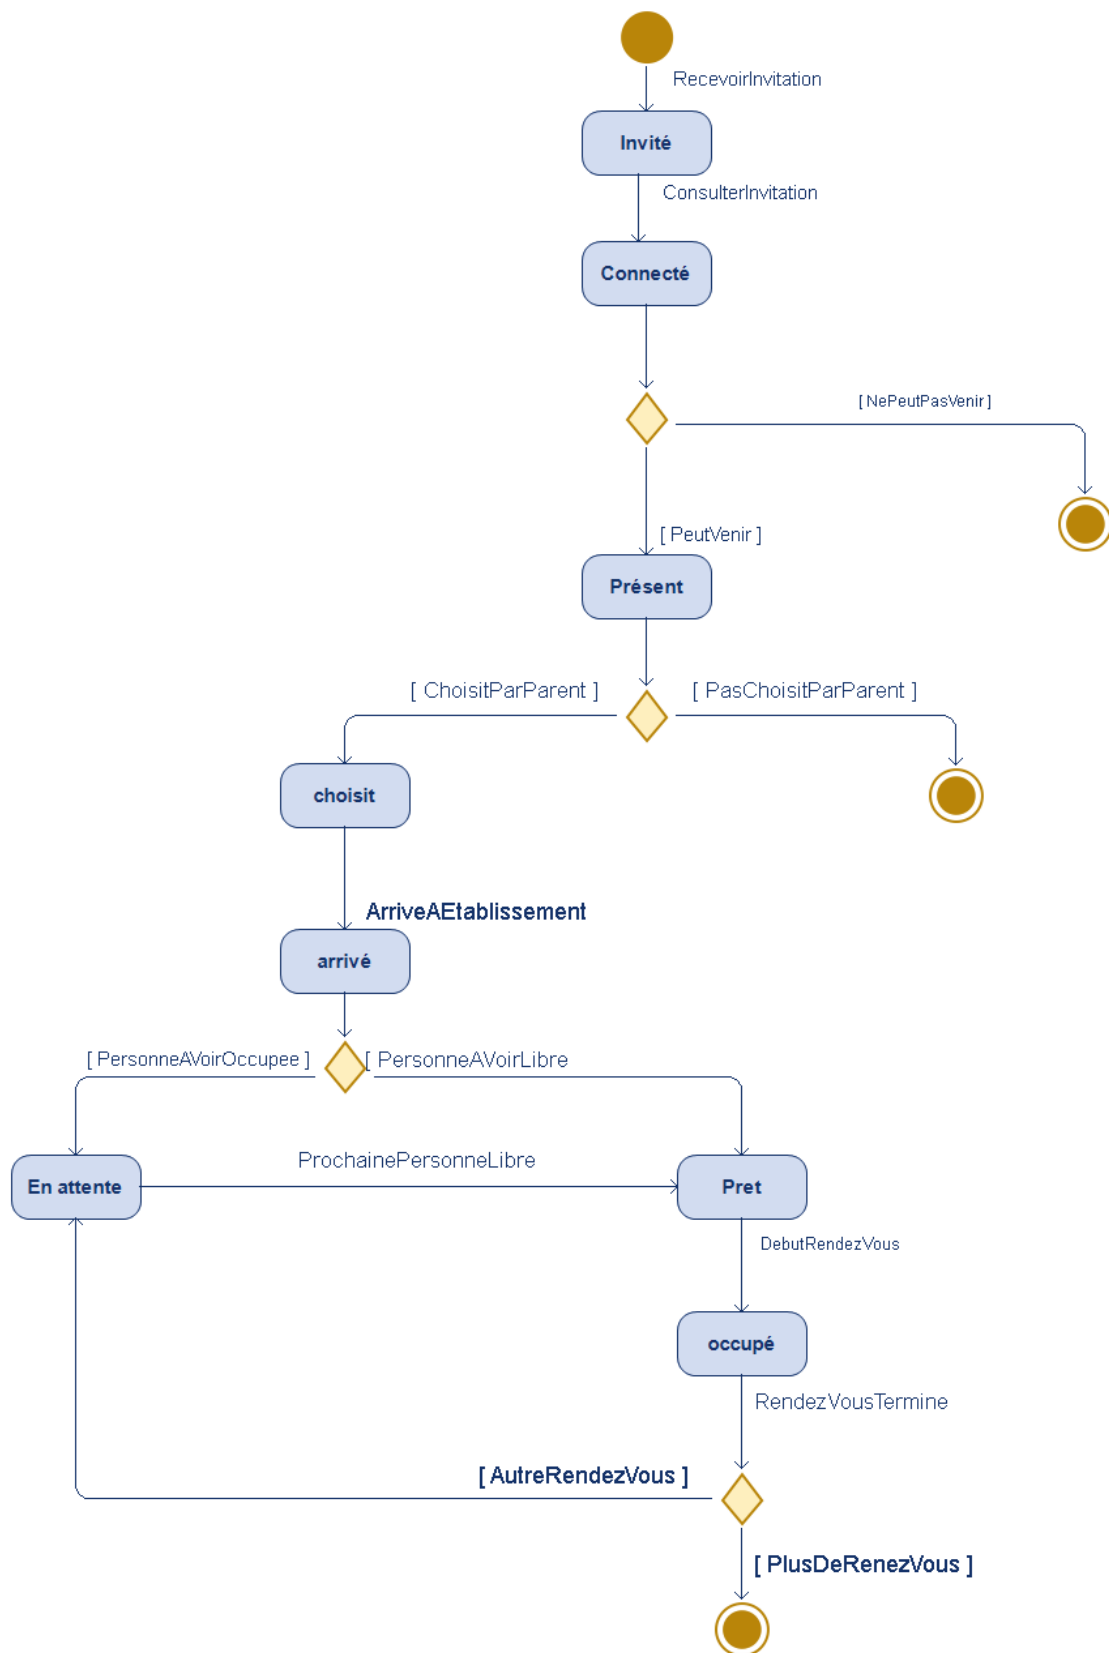 RecevoirInvitation
Invité
ConsulterInvitation
Connecté
[ NePeutPasVenir ]
[ PeutVenir ]
Présent
[ ChoisitParParent ]
[ PasChoisitParParent ]
choisit
ArriveAEtablissement
arrivé
[ PersonneAVoirOccupee ]
[ PersonneAVoirLibre
ProchainePersonneLibre
En attente
Pret
DebutRendezVous
occupé
RendezVousTermine
[ AutreRendezVous ]
[ PlusDeRenezVous ]